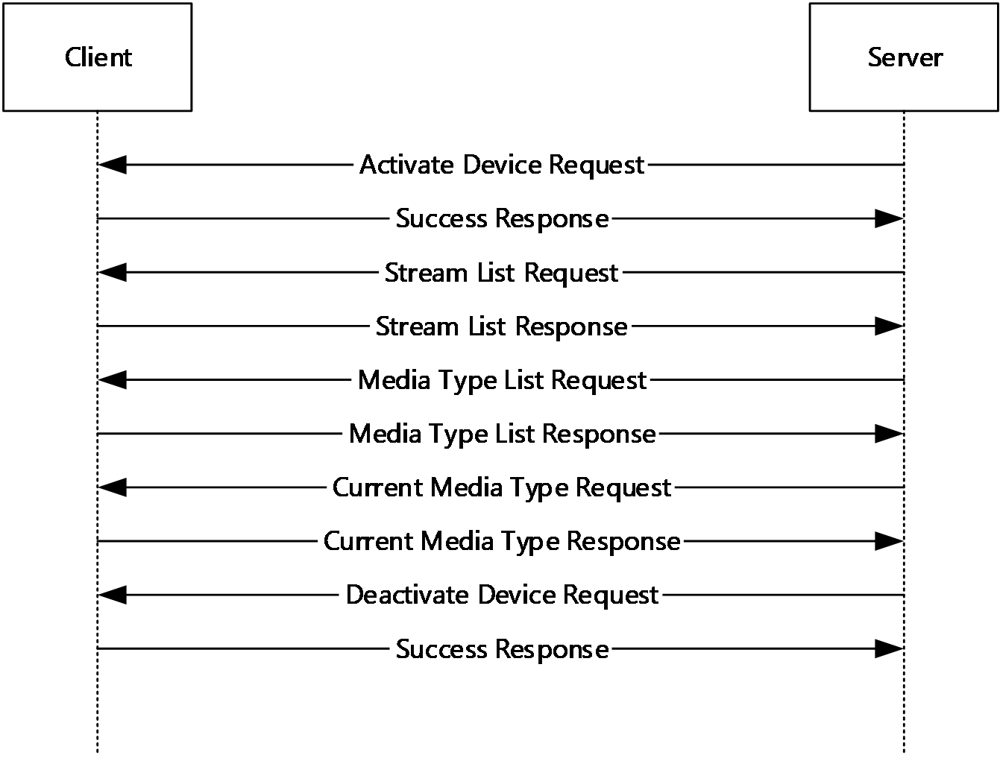 Client
Server
Activate Device Request
Success Response
Stream List Request
Stream List Response
Media Type List Request
Media Type List Response
Current Media Type Request
Current Media Type Response
Deactivate Device Request
Success Response